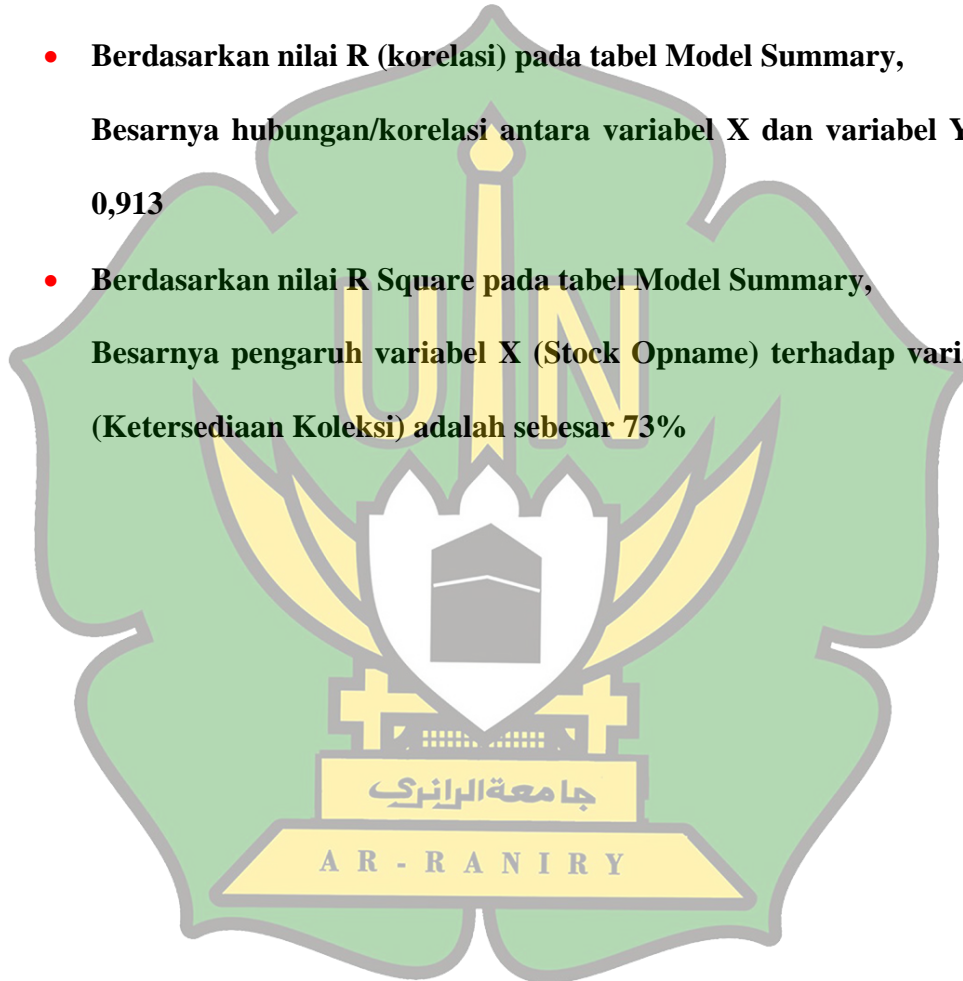 • Berdasarkan nilai R (korelasi) pada tabel Model Summary,
Besarnya hubungan/korelasi antara variabel X dan variabel Y
0,913
• Berdasarkan nilai R Square pada tabel Model Summary,
Besarnya pengaruh variabel X (Stock Opname) terhadap vari
(Ketersediaan Koleksi) adalah sebesar 73%
UIN
جامعة الرانري
AR - RANIRY